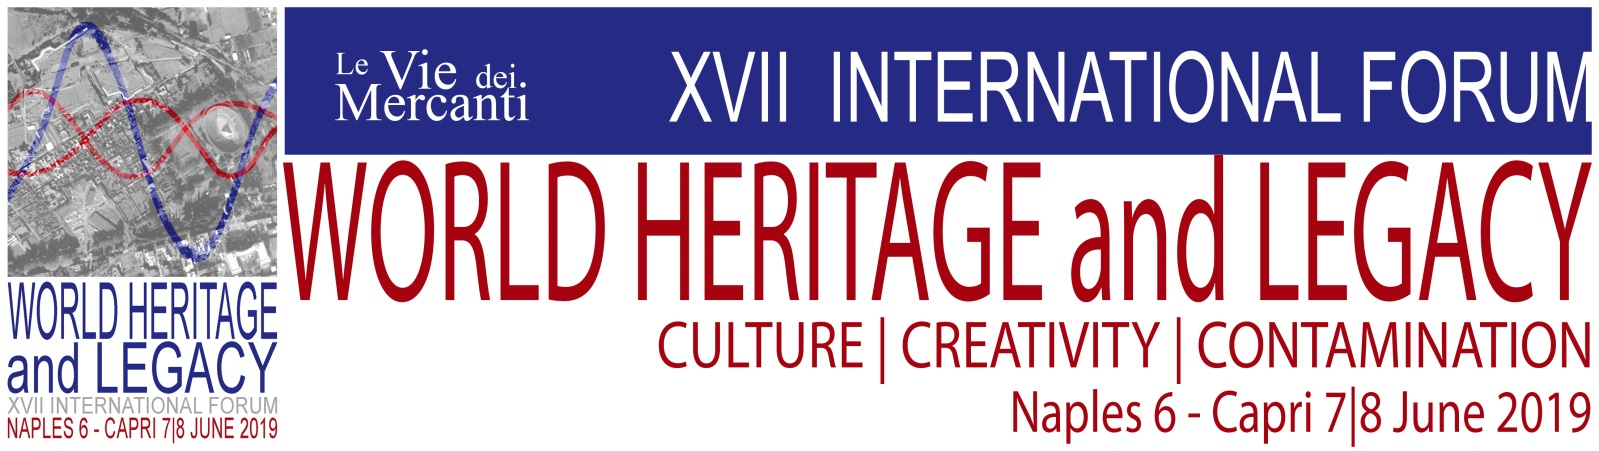 WORLD HERITAGE
and LEGACY
XVII INTERNATIONAL FORUM
NAPLES 6 - CAPRI 7|8 JUNE 2019
Le Vie dei
Mercanti
XVII INTERNATIONAL FORUM
WORLD HERITAGE and LEGACY
CULTURE | CREATIVITY | CONTAMINATION
Naples 6 - Capri 7|8 June 2019